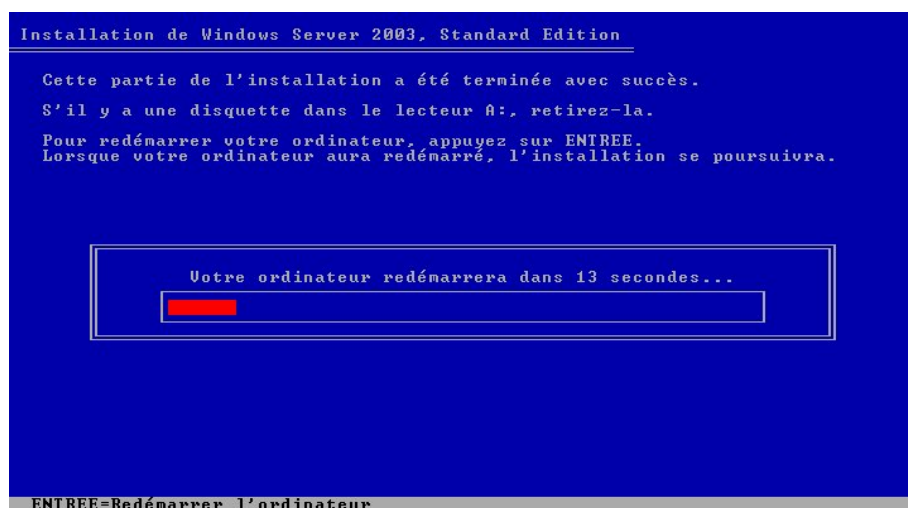 Installation de Windows Server 2003, Standard Edition
Cette partie de l'installation a été terminée avec succès.
S'il y a une disquette dans le lecteur A:, retirez-la.
Pour redémarrer votre ordinateur, appuyez sur ENTREE.
Lorsque votre ordinateur aura redémarré, l'installation se poursuivra.
Votre ordinateur redémarrera dans 13 secondes...
ENTREE=Redémarrer l'ordinateur